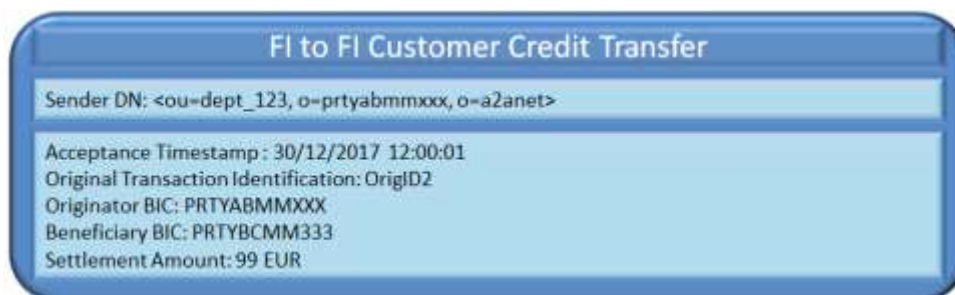 FI to FI Customer Credit Transfer
Sender DN: <ou=dept_123, o=prtyabmmxxx, o=a2anet>
Acceptance Timestamp : 30/12/2017 12:00:01
Original Transaction Identification: OrigID2
Originator BIC: PRTYABMMXXX
Beneficiary BIC: PRTYBCMM333
Settlement Amount: 99 EUR